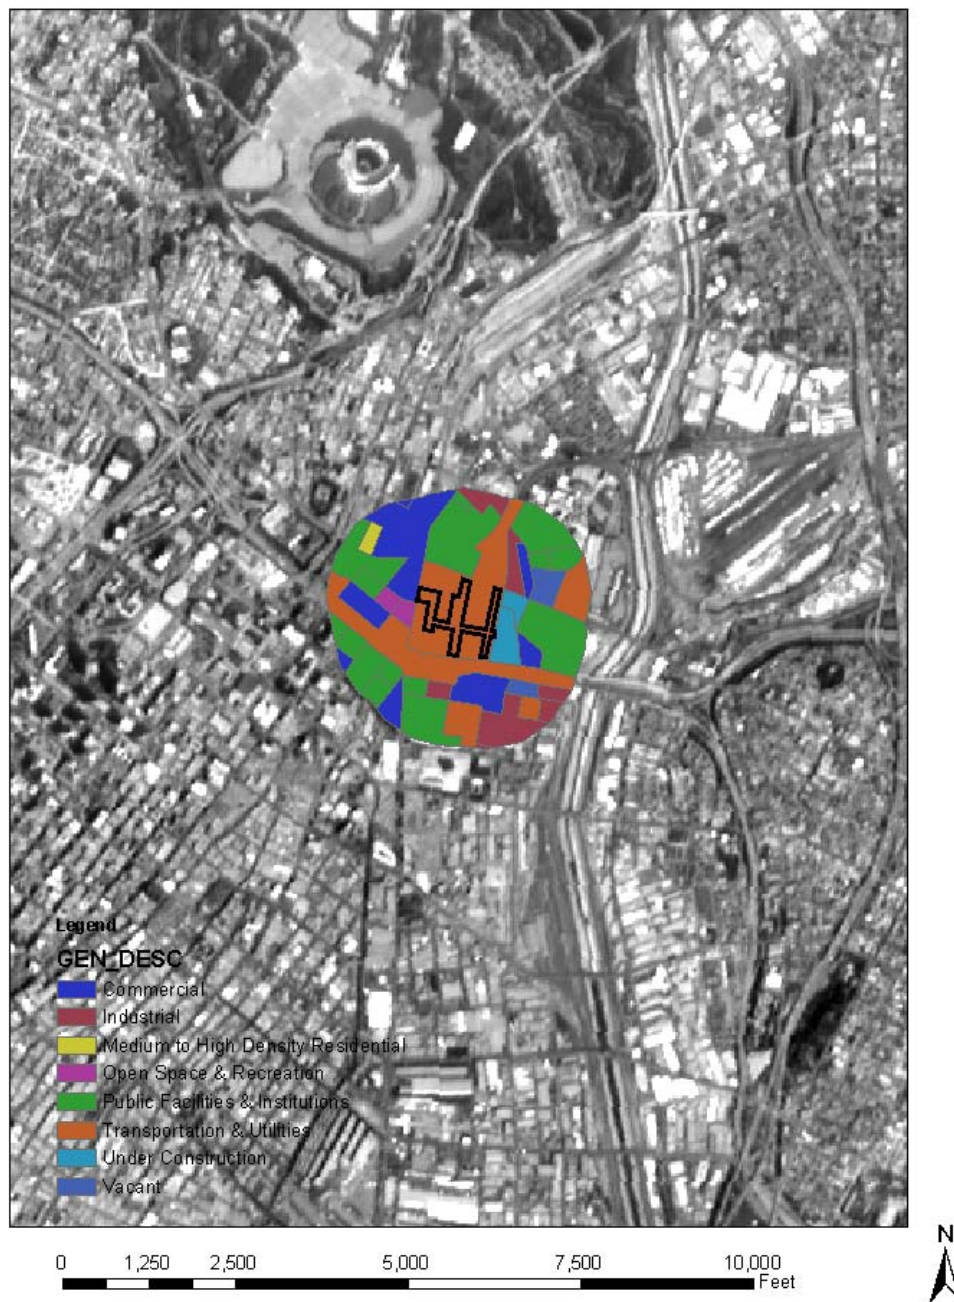 Legend
GEN_DESC
Commercial
Industrial
Medium to High Density Residential
Open Space & Recreation
Public Facilities & Institutions
Transportation & Utilities
Under Construction
Vacant
0 1,250 2,500 5,000 7,500 10,000
Feet
N